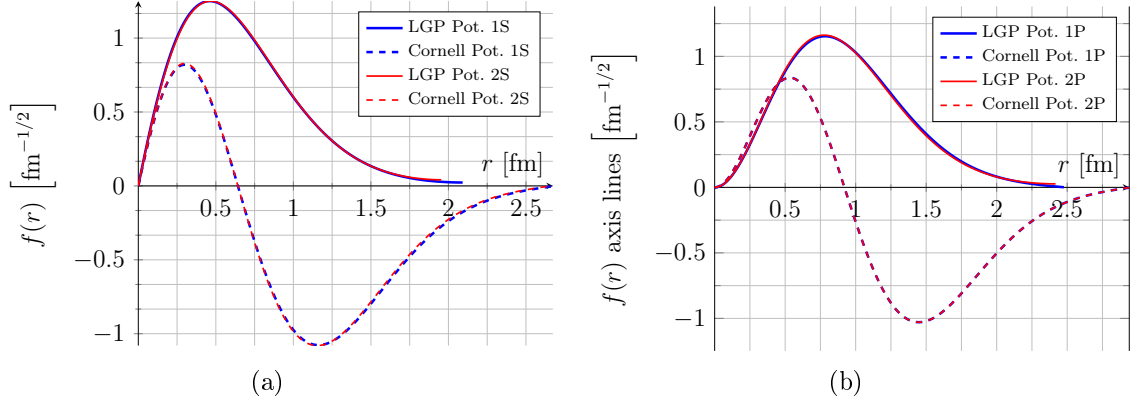 LGP Pot. 1S
Cornell Pot. 1S
LGP Pot. 2S
Cornell Pot. 2S
1
0.5
0
−0.5
−1
0.5
1
1.5
2
2.5
r [fm]
f(r) [fm^{-1/2}]
(a)
LGP Pot. 1P
Cornell Pot. 1P
LGP Pot. 2P
Cornell Pot. 2P
1
0.5
0
−0.5
−1
0.5
1
1.5
2
2.5
r [fm]
f(r) axis lines [fm^{-1/2}]
(b)